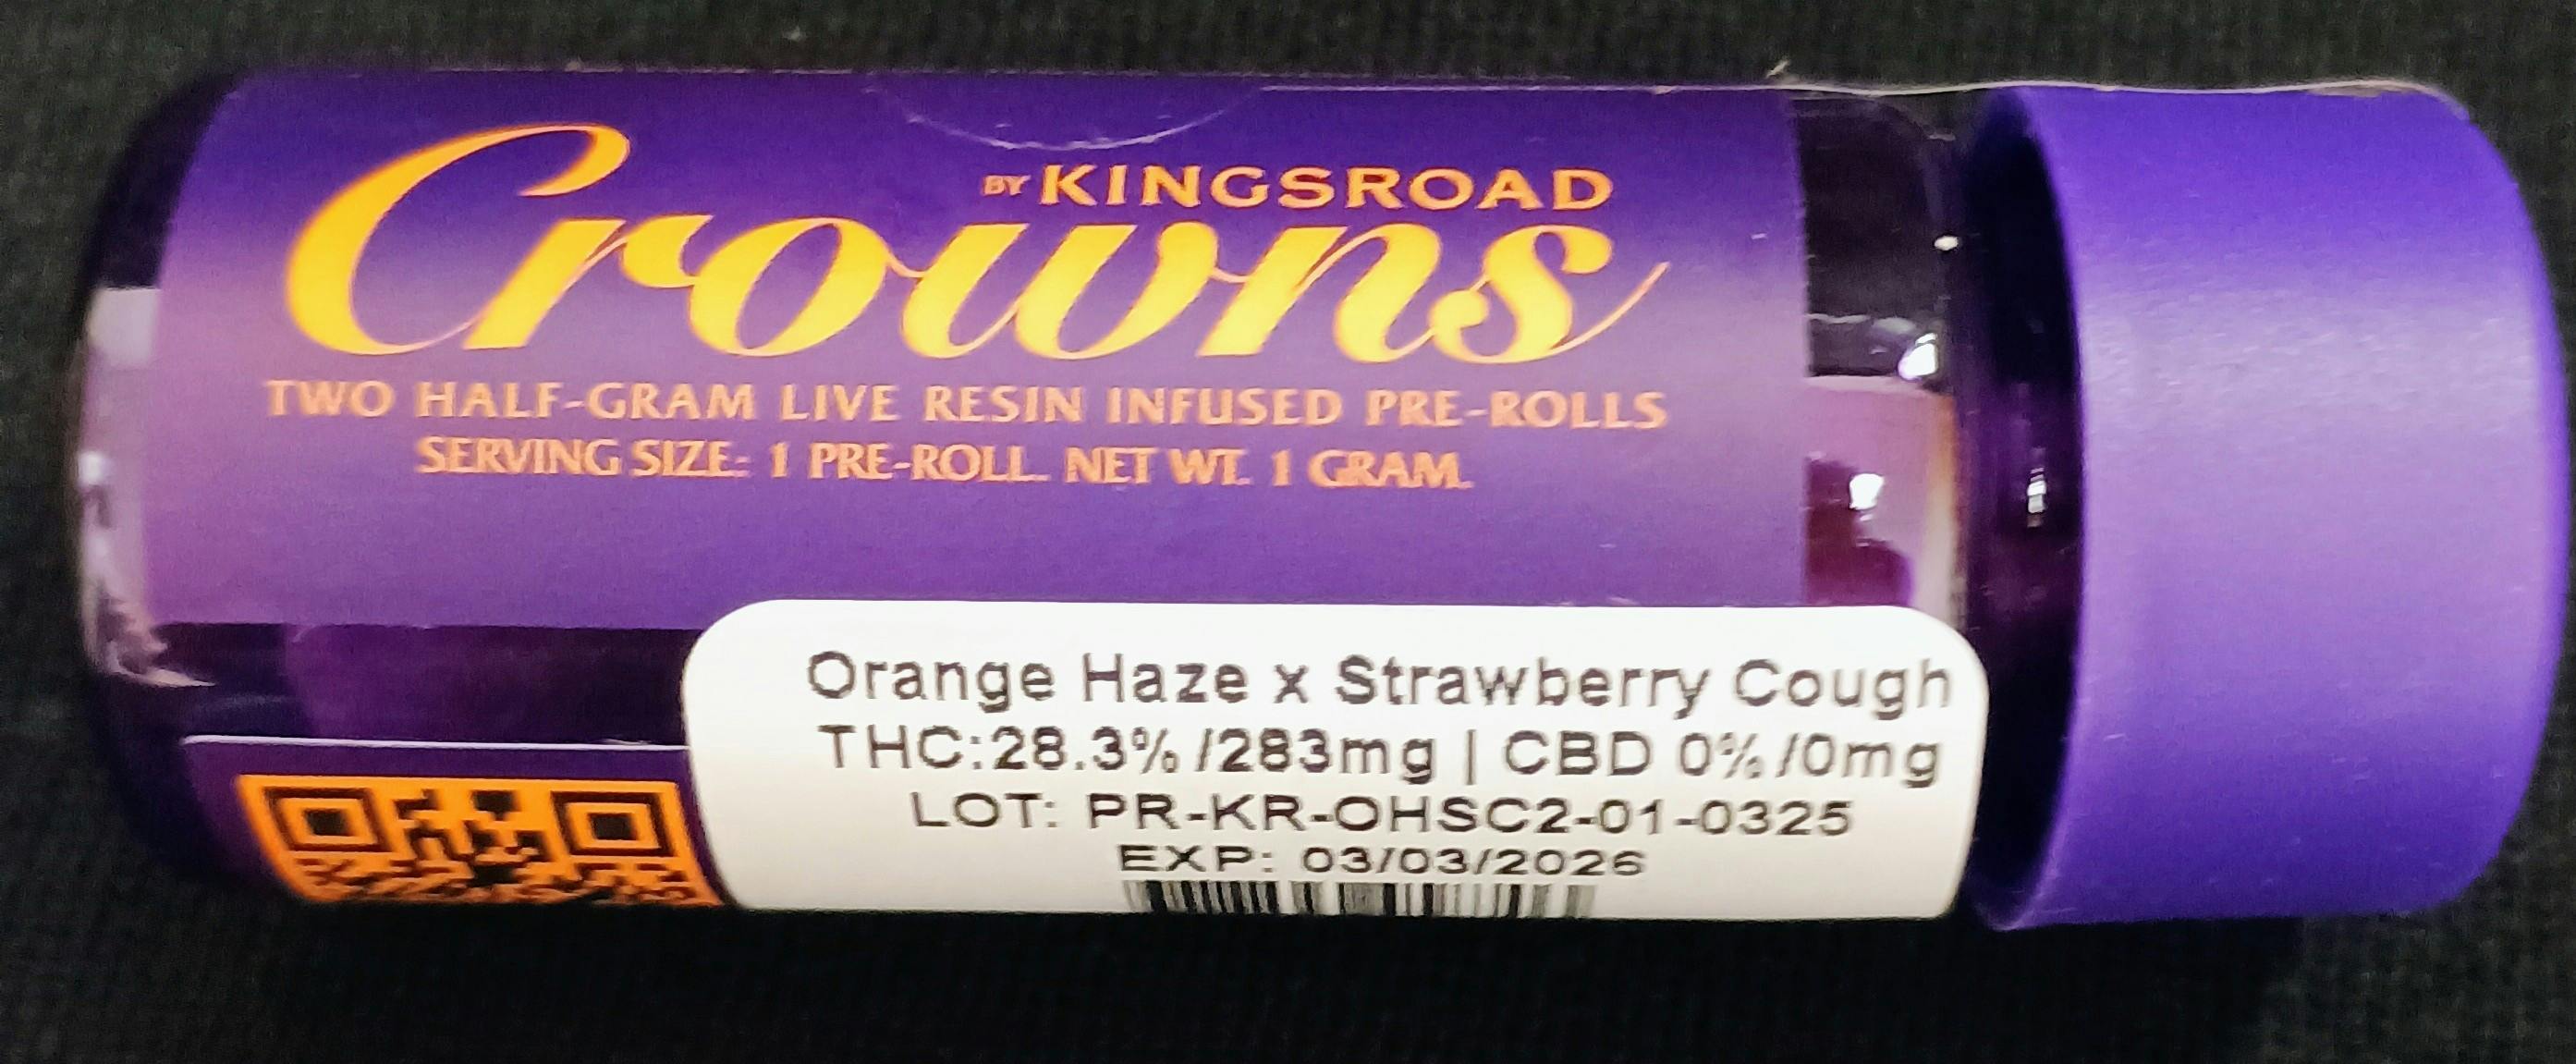 BY KINGSROAD
Crowns
TWO HALF-GRAM LIVE RESIN INFUSED PRE-ROLLS
SERVING SIZE: 1 PRE-ROLL. NET WT. 1 GRAM.
Orange Haze x Strawberry Cough
THC:28.3%/283mg | CBD 0%/0mg
LOT: PR-KR-OHSC2-01-0325
EXP: 03/03/2026